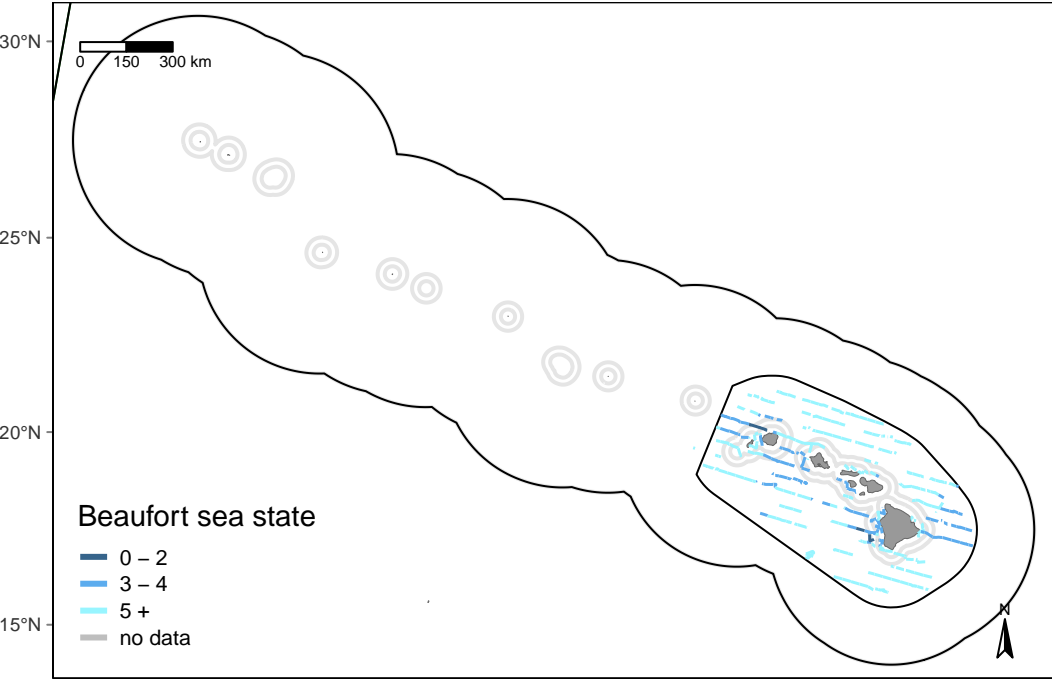 30°N
0 150 300 km
25°N
20°N
Beaufort sea state
0 – 2
3 – 4
5 +
no data
15°N
N